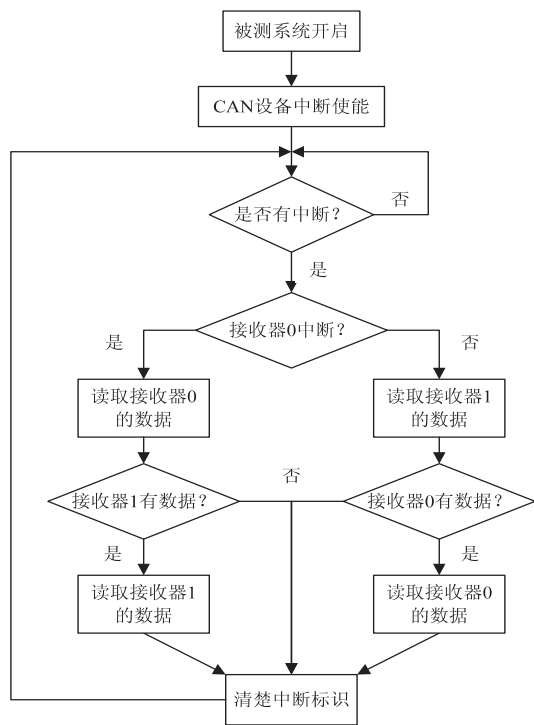 被测系统开启
CAN设备中断使能
是否有中断？
否
是
接收器0中断？
是
否
读取接收器0
的数据
读取接收器1
的数据
否
接收器1有数据？
接收器0有数据？
是
是
读取接收器1
的数据
读取接收器0
的数据
清楚中断标识